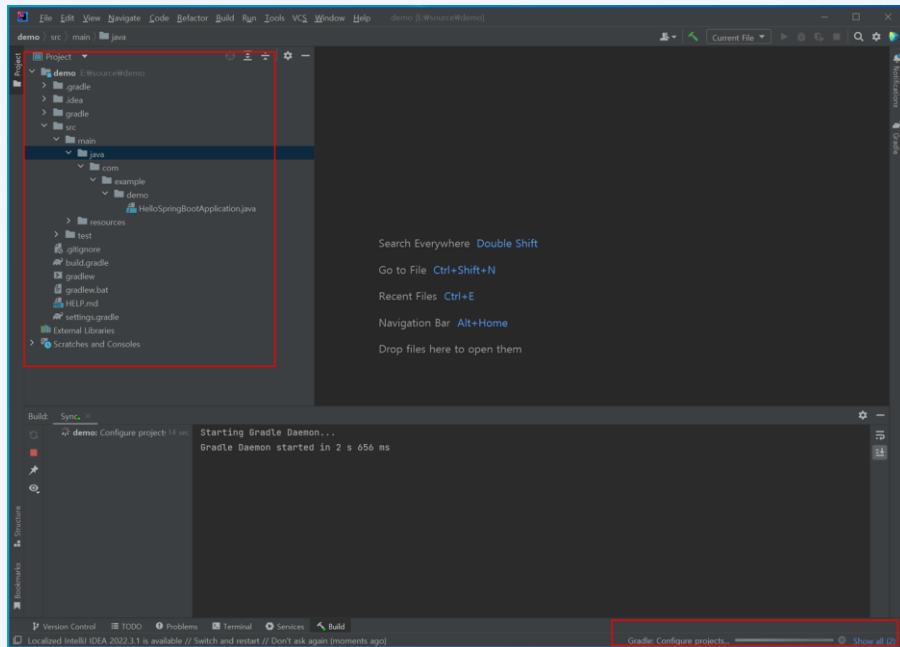 File Edit View Navigate Code Refactor Build Run Tools VCS Window Help demo [E:₩source₩demo]
demo › src › main › java
Current File
Project
Project
demo E:₩source₩demo
.gradle
.idea
gradle
src
main
java
com
example
demo
HelloSpringBootApplication.java
resources
test
.gitignore
build.gradle
gradlew
gradlew.bat
HELP.md
settings.gradle
External Libraries
Scratches and Consoles
Notifications
Gradle
Search Everywhere Double Shift
Go to File Ctrl+Shift+N
Recent Files Ctrl+E
Navigation Bar Alt+Home
Drop files here to open them
Build: Sync
demo: Configure projects 14 sec
Starting Gradle Daemon...
Gradle Daemon started in 2 s 656 ms
Structure
Bookmarks
Version Control TODO Problems Terminal Services Build
Localized IntelliJ IDEA 2022.3.1 is available // Switch and restart // Don't ask again (moments ago)
Gradle: Configure projects... Show all (2)